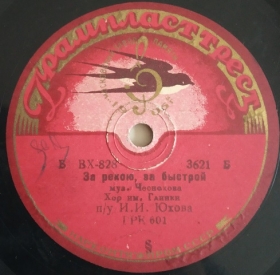 Грампласттрест
Б ВХ-828 3621 Б
За рекою, за быстрой
муз. Чеснокова
Хор им. Глинки
п/у И.И. Юхова
ГРК 601
§